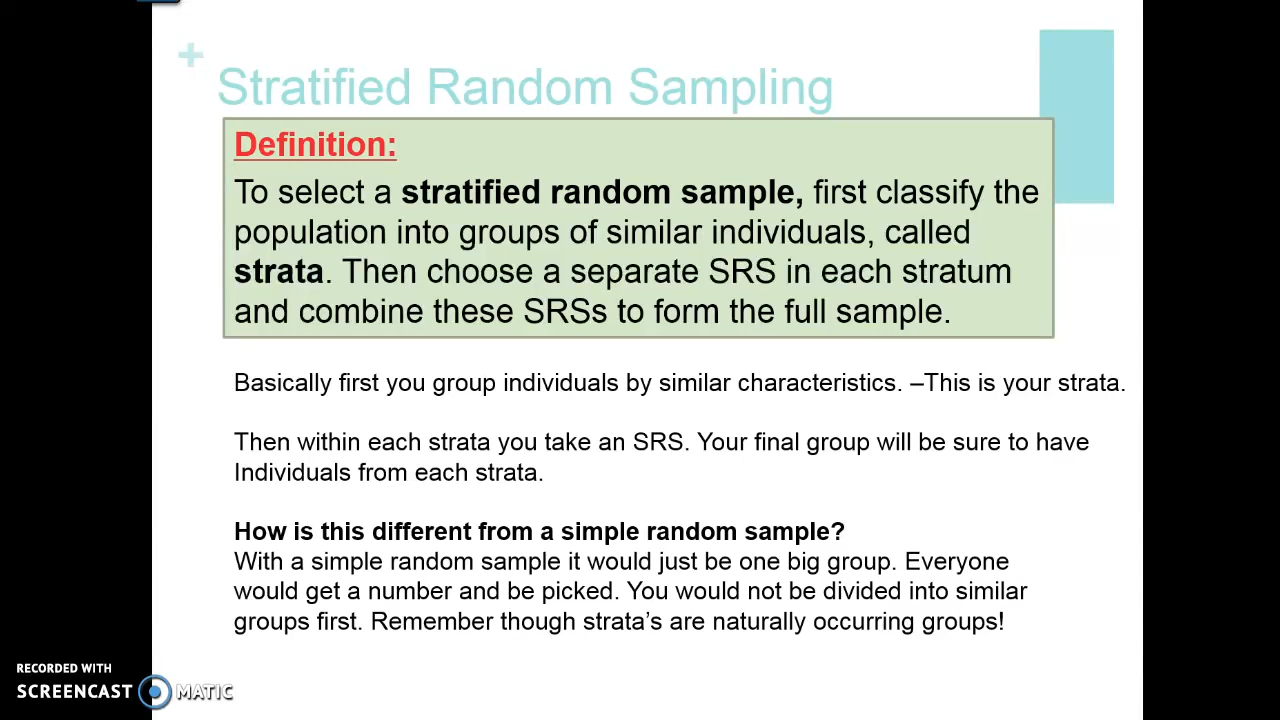 +
Stratified Random Sampling
Definition:
To select a stratified random sample, first classify the
population into groups of similar individuals, called
strata. Then choose a separate SRS in each stratum
and combine these SRSs to form the full sample.
Basically first you group individuals by similar characteristics. –This is your strata.
Then within each strata you take an SRS. Your final group will be sure to have
Individuals from each strata.
How is this different from a simple random sample?
With a simple random sample it would just be one big group. Everyone
would get a number and be picked. You would not be divided into similar
groups first. Remember though strata’s are naturally occurring groups!
RECORDED WITH
SCREENCAST MATIC